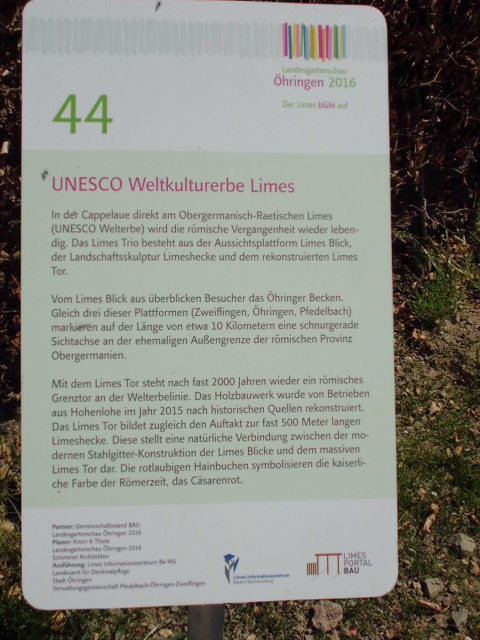 Landesgartenschau
Öhringen 2016
Der Limes blüht auf
44
UNESCO Weltkulturerbe Limes
In der Cappelaue direkt am Obergermanisch-Raetischen Limes
(UNESCO Welterbe) wird die römische Vergangenheit wieder leben-
dig. Das Limes Trio besteht aus der Aussichtsplattform Limes Blick,
der Landschaftsskulptur Limeshecke und dem rekonstruierten Limes
Tor.
Vom Limes Blick aus überblicken Besucher das Öhringer Becken.
Gleich drei dieser Plattformen (Zweiflingen, Öhringen, Pfedelbach)
markieren auf der Länge von etwa 10 Kilometern eine schnurgerade
Sichtachse an der ehemaligen Außengrenze der römischen Provinz
Obergermanien.
Mit dem Limes Tor steht nach fast 2000 Jahren wieder ein römisches
Grenztor an der Welterbelinie. Das Holzbauwerk wurde von Betrieben
aus Hohenlohe im Jahr 2015 nach historischen Quellen rekonstruiert.
Das Limes Tor bildet zugleich den Auftakt zur fast 500 Meter langen
Limeshecke. Diese stellt eine natürliche Verbindung zwischen der mo-
dernen Stahlgitter-Konstruktion der Limes Blicke und dem massiven
Limes Tor dar. Die rotlaubigen Hainbuchen symbolisieren die kaiserli-
che Farbe der Römerzeit, das Cäsarenrot.
Partner: Gemeinschaftsstand BAU
Landesgartenschau Öhringen 2016
Planer: Knorr & Thiele
Landesgartenschau Öhringen 2016
Schimmel Architekten
Ausführung: Limes Informationszentrum Ba-Wü
Landesamt für Denkmalpflege
Stadt Öhringen
Verwaltungsgemeinschaft Pfedelbach-Öhringen-Zweiflingen
Limes-Informationszentrum
Baden-Württemberg
LIMES
PORTAL
BAU